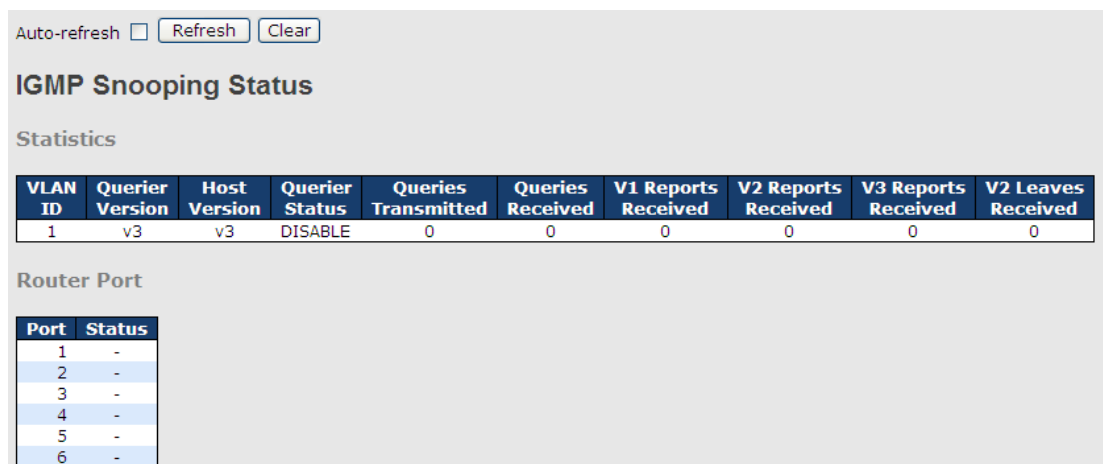 Auto-refresh Refresh Clear
IGMP Snooping Status
Statistics
VLAN ID Querier Version Host Version Querier Status Queries Transmitted Queries Received V1 Reports Received V2 Reports Received V3 Reports Received V2 Leaves Received
1 v3 v3 DISABLE 0 0 0 0 0 0
Router Port
Port Status
1 -
2 -
3 -
4 -
5 -
6 -